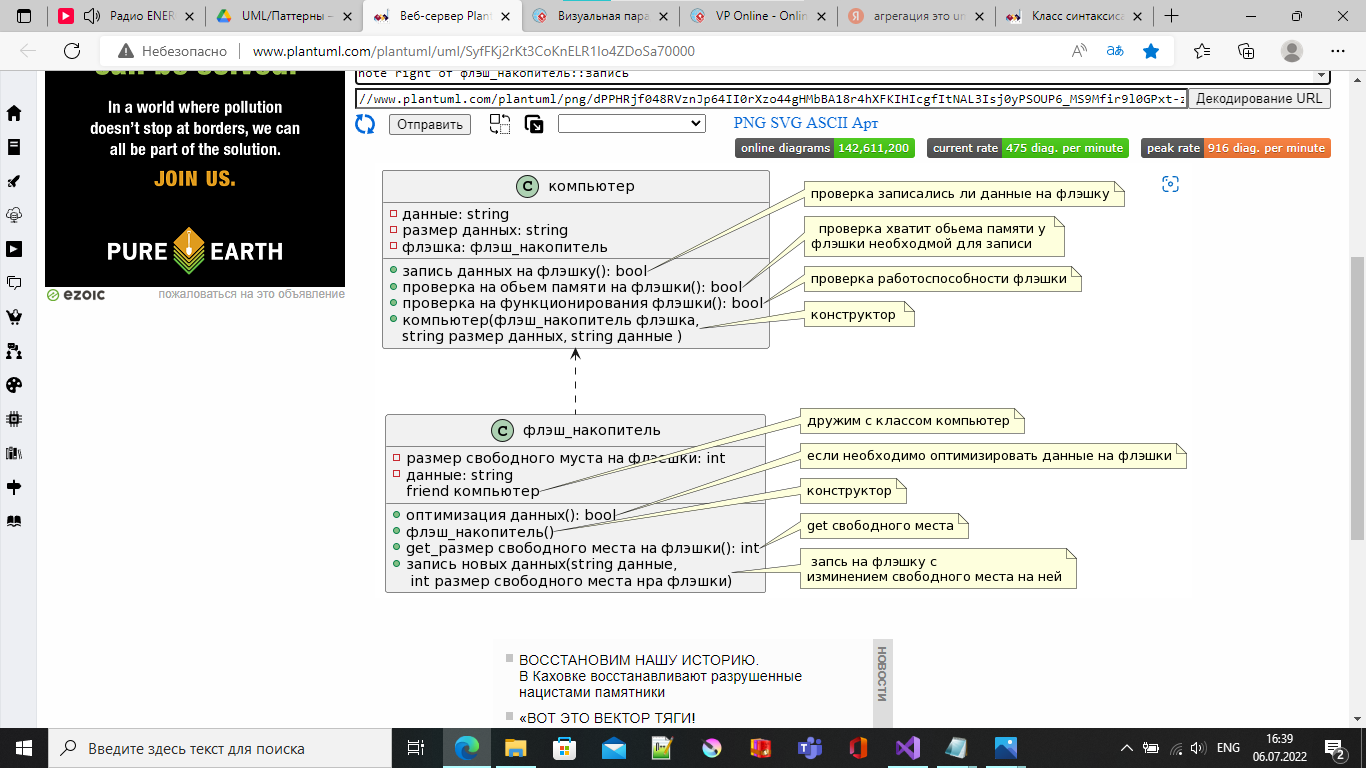 Радио ENER
UML/Паттерны –
Веб-сервер Plant
Визуальная пара
VP Online - Onlin
агрегация это um
Класс синтаксиса
Небезопасно
www.plantuml.com/plantuml/uml/SyfFKj2rKt3CoKnELR1Io4ZDoSa70000
In a world where pollution
doesn't stop at borders, we can
all be part of the solution.
JOIN US.
PURE EARTH
ezoic
пожаловаться на это объявление
note right of флэш_накопитель::запись
//www.plantuml.com/plantuml/png/dPPHRjf048RVznJp64II0rXzo44gHMbBA18r4hXFKIHIcgfItNAL3Isj0yPSOUP6_MS9Mfir9l0GPxt-z
Декодирование URL
Отправить
PNG SVG ASCII Арт
online diagrams 142,611,200
current rate 475 diag. per minute
peak rate 916 diag. per minute
C компьютер
данные: string
размер данных: string
флэшка: флэш_накопитель
запись данных на флэшку(): bool
проверка на обьем памяти на флэшки(): bool
проверка на функционирования флэшки(): bool
компьютер(флэш_накопитель флэшка,
string размер данных, string данные )
проверка записались ли данные на флэшку
проверка хватит обьема памяти у
флэшки необходмой для записи
проверка работоспособности флэшки
конструктор
C флэш_накопитель
размер свободного муста на флэешки: int
данные: string
friend компьютер
оптимизация данных(): bool
флэш_накопитель()
get_размер свободного места на флэшки(): int
запись новых данных(string данные,
int размер свободного места нра флэшки)
дружим с классом компьютер
если необходимо оптимизировать данные на флэшки
конструктор
get свободного места
запсь на флэшку с
изминением свободного места на ней
ВОССТАНОВИМ НАШУ ИСТОРИЮ.
В Каховке восстанавливают разрушенные
нацистами памятники
«ВОТ ЭТО ВЕКТОР ТЯГИ!
НОВОСТИ
Введите здесь текст для поиска
ENG
16:39
06.07.2022
2